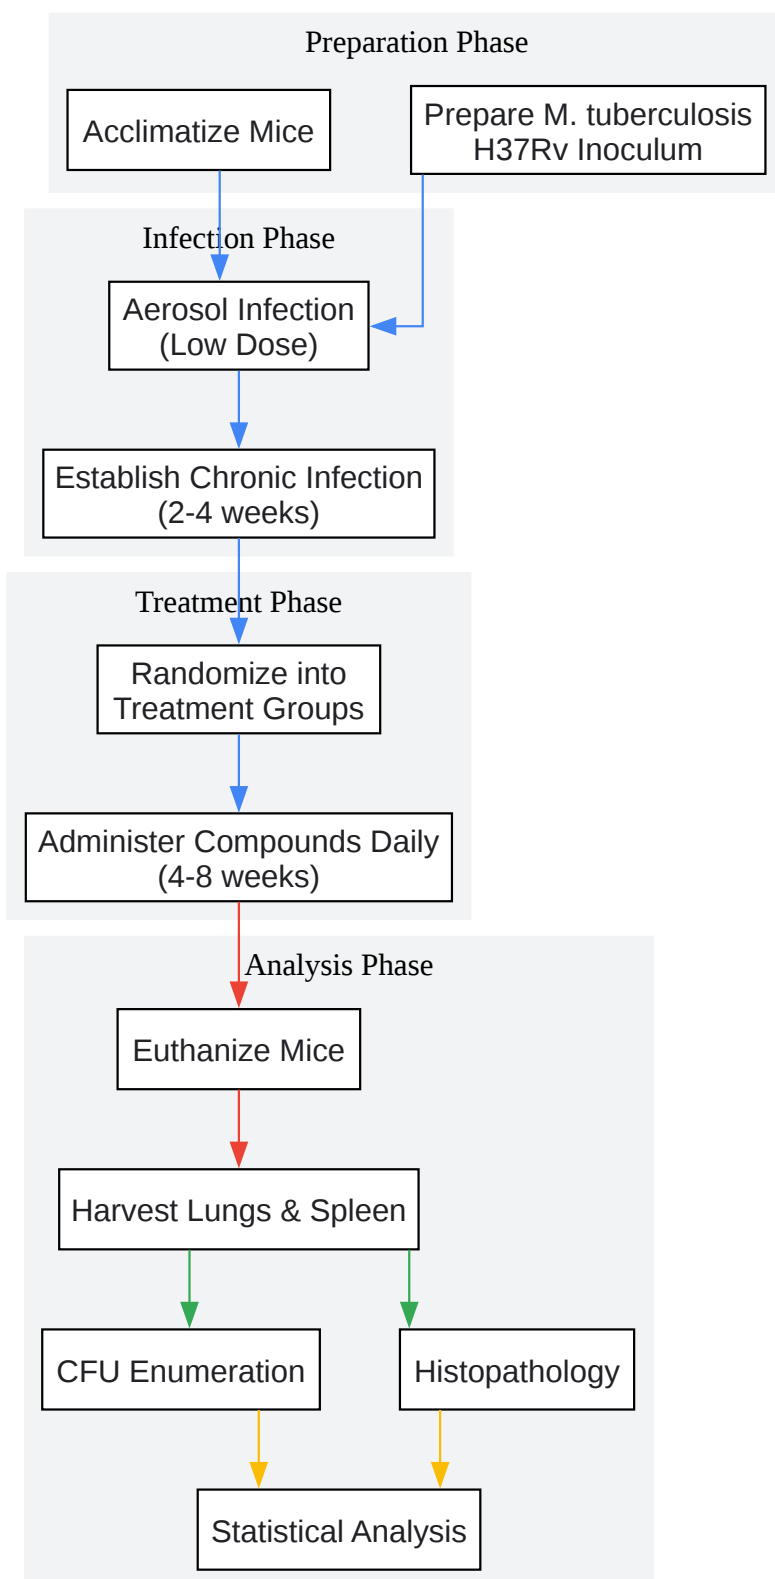 Preparation Phase
Acclimatize Mice
Prepare M. tuberculosis
H37Rv Inoculum
Infection Phase
Aerosol Infection
(Low Dose)
Establish Chronic Infection
(2-4 weeks)
Treatment Phase
Randomize into
Treatment Groups
Administer Compounds Daily
(4-8 weeks)
Analysis Phase
Euthanize Mice
Harvest Lungs & Spleen
CFU Enumeration
Histopathology
Statistical Analysis